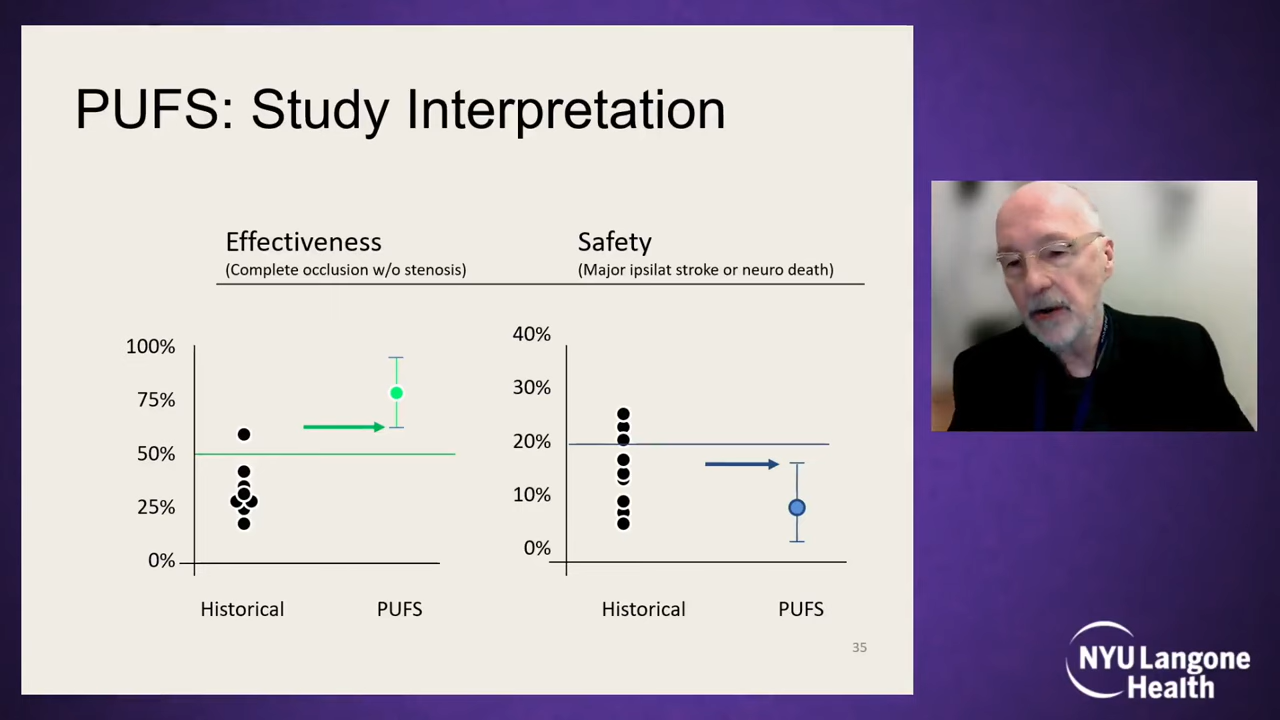 PUFS: Study Interpretation
Effectiveness
(Complete occlusion w/o stenosis)
Safety
(Major ipsilat stroke or neuro death)
100%
75%
50%
25%
0%
Historical
PUFS
40%
30%
20%
10%
0%
Historical
PUFS
35
NYU Langone
Health